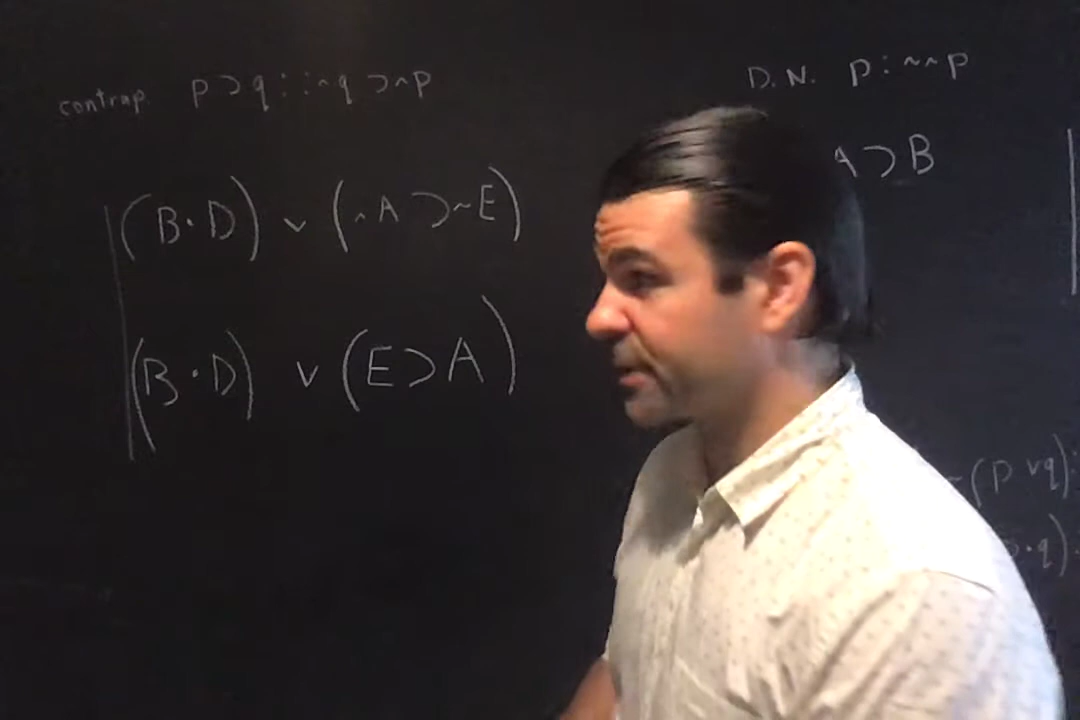 contrap. p ⊃ q :: ~q ⊃ ~p
(B · D) v (~A ⊃ ~E)
(B · D) v (E ⊃ A)
D. N. p : ~~p
A ⊃ B
~(p v q) :
· q) :